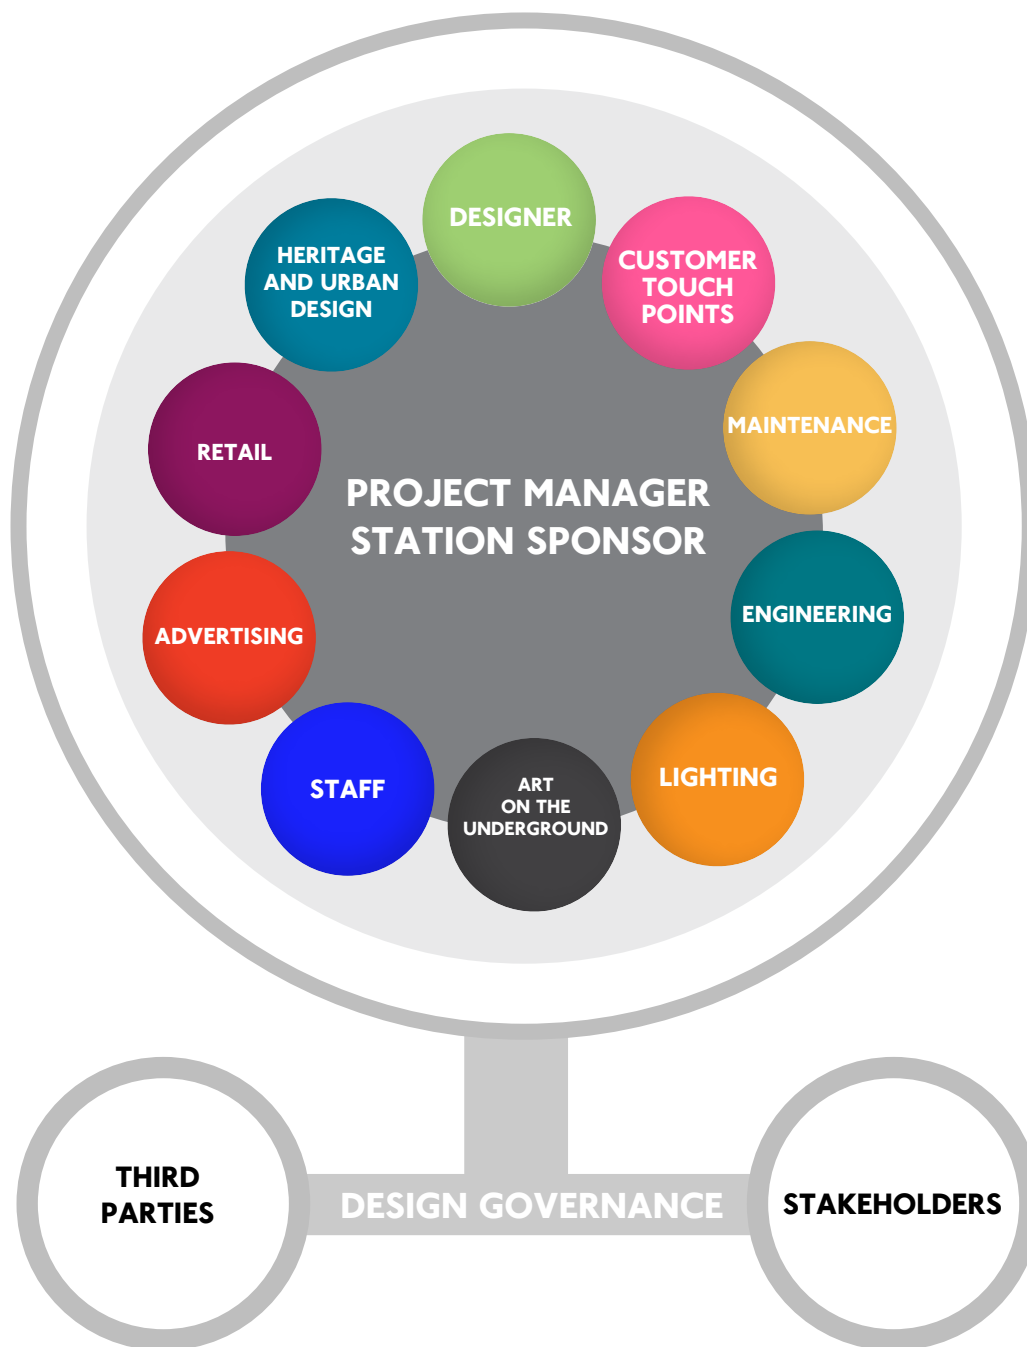 DESIGNER
HERITAGE
AND URBAN
DESIGN
CUSTOMER
TOUCH
POINTS
RETAIL
MAINTENANCE
PROJECT MANAGER
STATION SPONSOR
ADVERTISING
ENGINEERING
STAFF
ART
ON THE
UNDERGROUND
LIGHTING
THIRD
PARTIES
DESIGN GOVERNANCE
STAKEHOLDERS